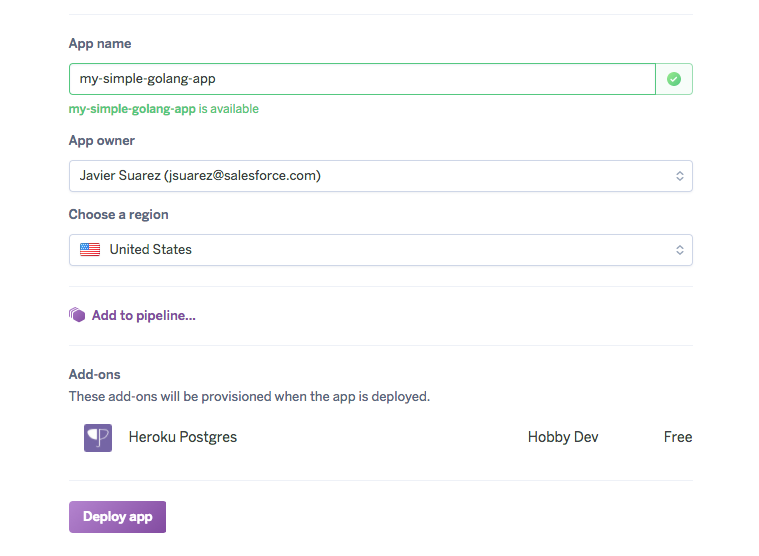 App name
my-simple-golang-app
my-simple-golang-app is available
App owner
Javier Suarez (jsuarez@salesforce.com)
Choose a region
United States
Add to pipeline...
Add-ons
These add-ons will be provisioned when the app is deployed.
Heroku Postgres Hobby Dev Free
Deploy app